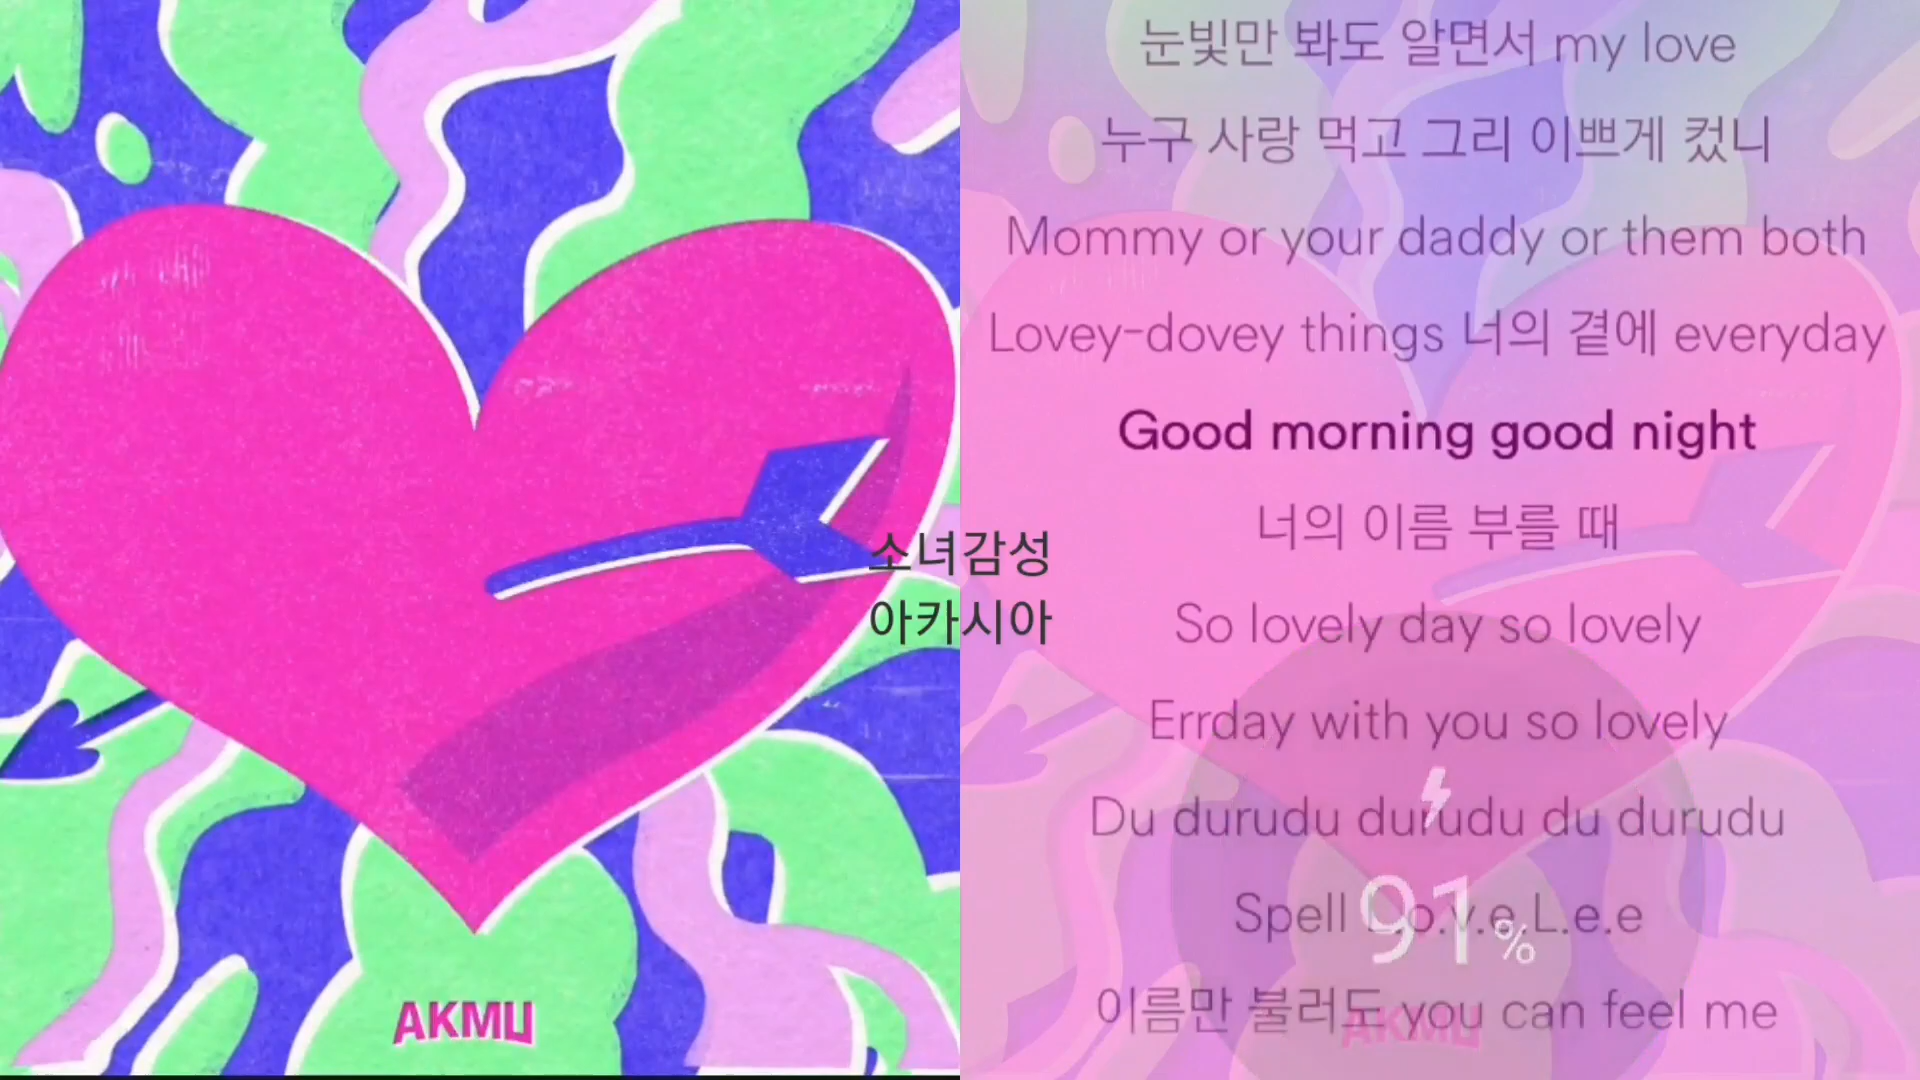 AKMU
소녀감성
아카시아
눈빛만 봐도 알면서 my love
누구 사랑 먹고 그리 이쁘게 컸니
Mommy or your daddy or them both
Lovey-dovey things 너의 곁에 everyday
Good morning good night
너의 이름 부를 때
So lovely day so lovely
Errday with you so lovely
Du durudu durudu du durudu
Spell L.o.v.e.L.e.e
91%
이름만 불러도 you can feel me
AKMU